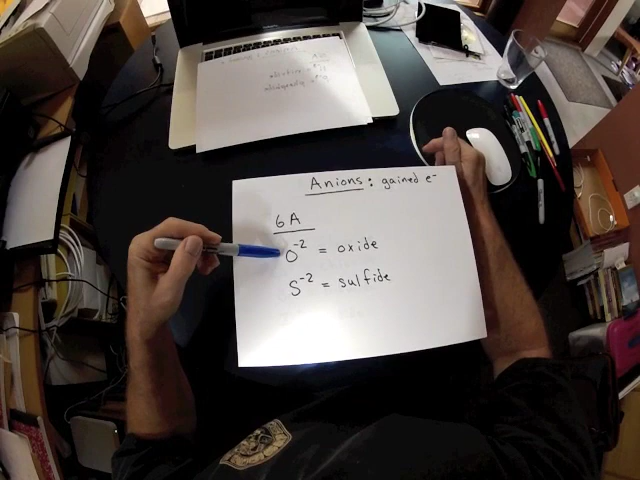 Anions: gained e⁻
6A
O⁻² = oxide
S⁻² = sulfide